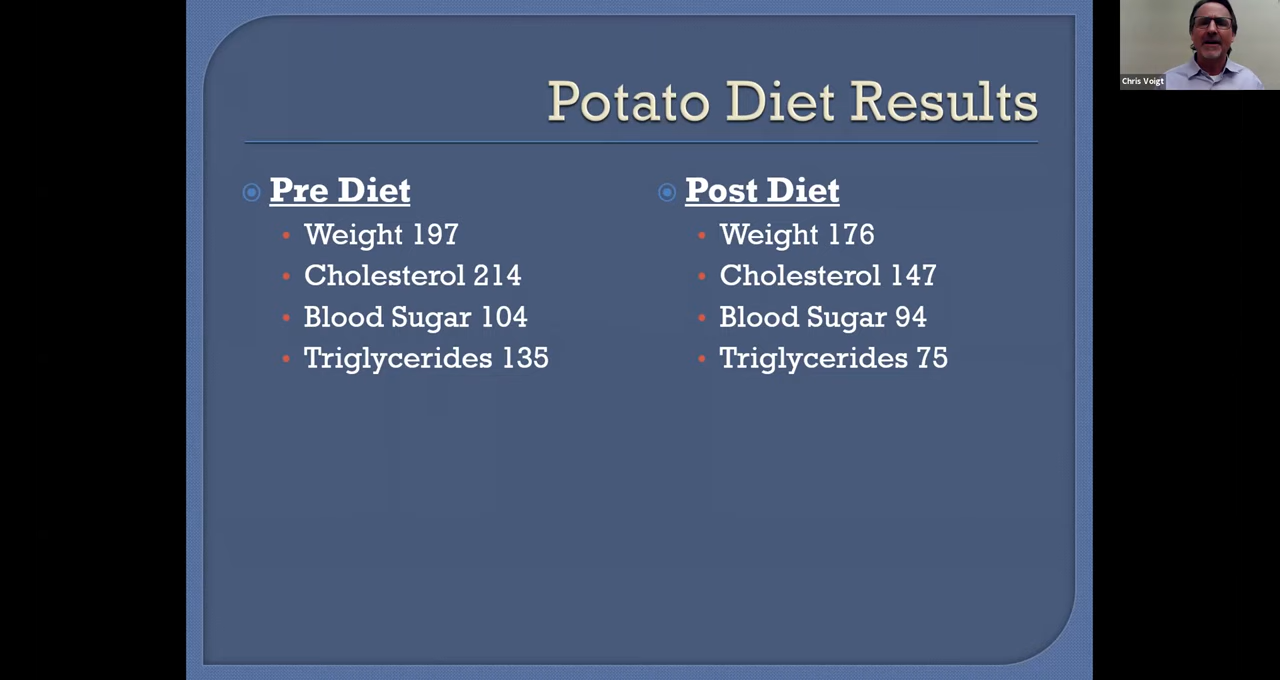 Potato Diet Results
Pre Diet
Weight 197
Cholesterol 214
Blood Sugar 104
Triglycerides 135
Post Diet
Weight 176
Cholesterol 147
Blood Sugar 94
Triglycerides 75
Chris Voigt